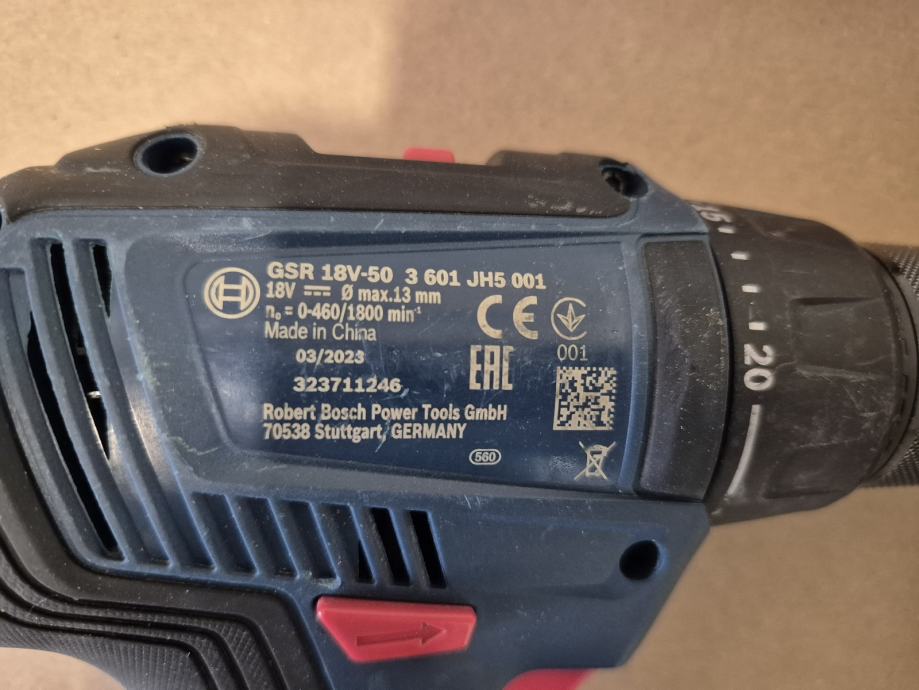 GSR 18V-50 3 601 JH5 001
18V ⎓ Ø max.13 mm
n₀ = 0-460/1800 min⁻¹
Made in China
03/2023
323711246
Robert Bosch Power Tools GmbH
70538 Stuttgart, GERMANY
CE
001
EAC
560
20